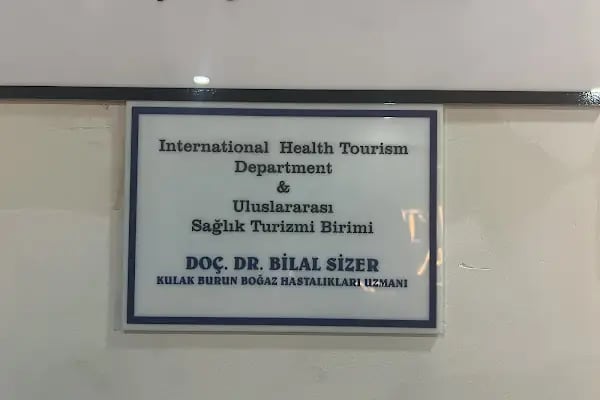 International Health Tourism
Department
&
Uluslararası
Sağlık Turizmi Birimi
DOÇ. DR. BİLAL SİZER
KULAK BURUN BOĞAZ HASTALIKLARI UZMANI